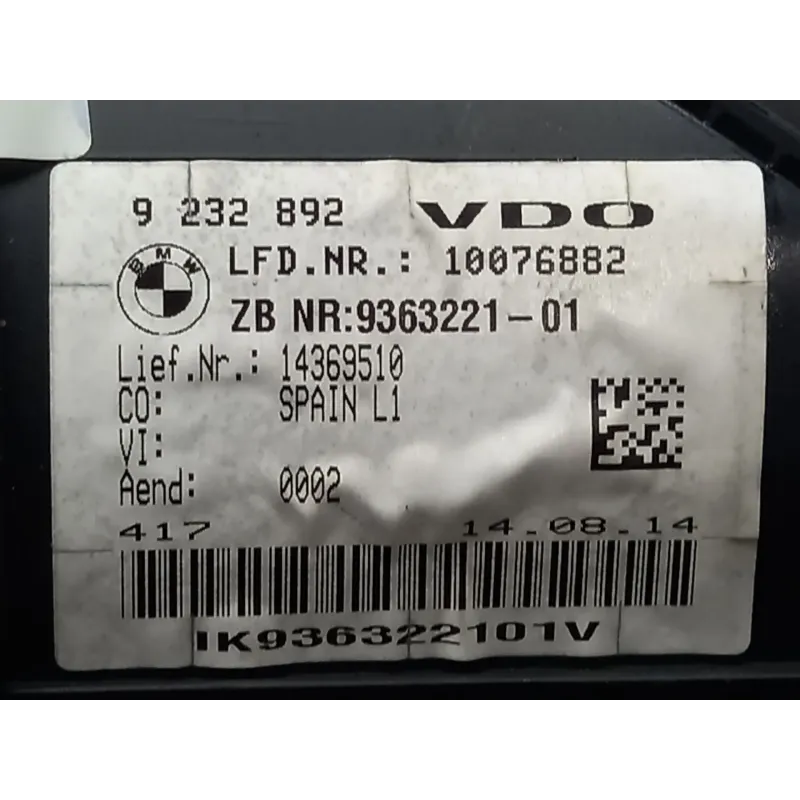 9 232 892 VDO
BMW
LFD.NR.: 10076882
ZB NR:9363221-01
Lief.Nr.: 14369510
CO: SPAIN L1
VI:
Aend: 0002
417 14.08.14
IK936322101V